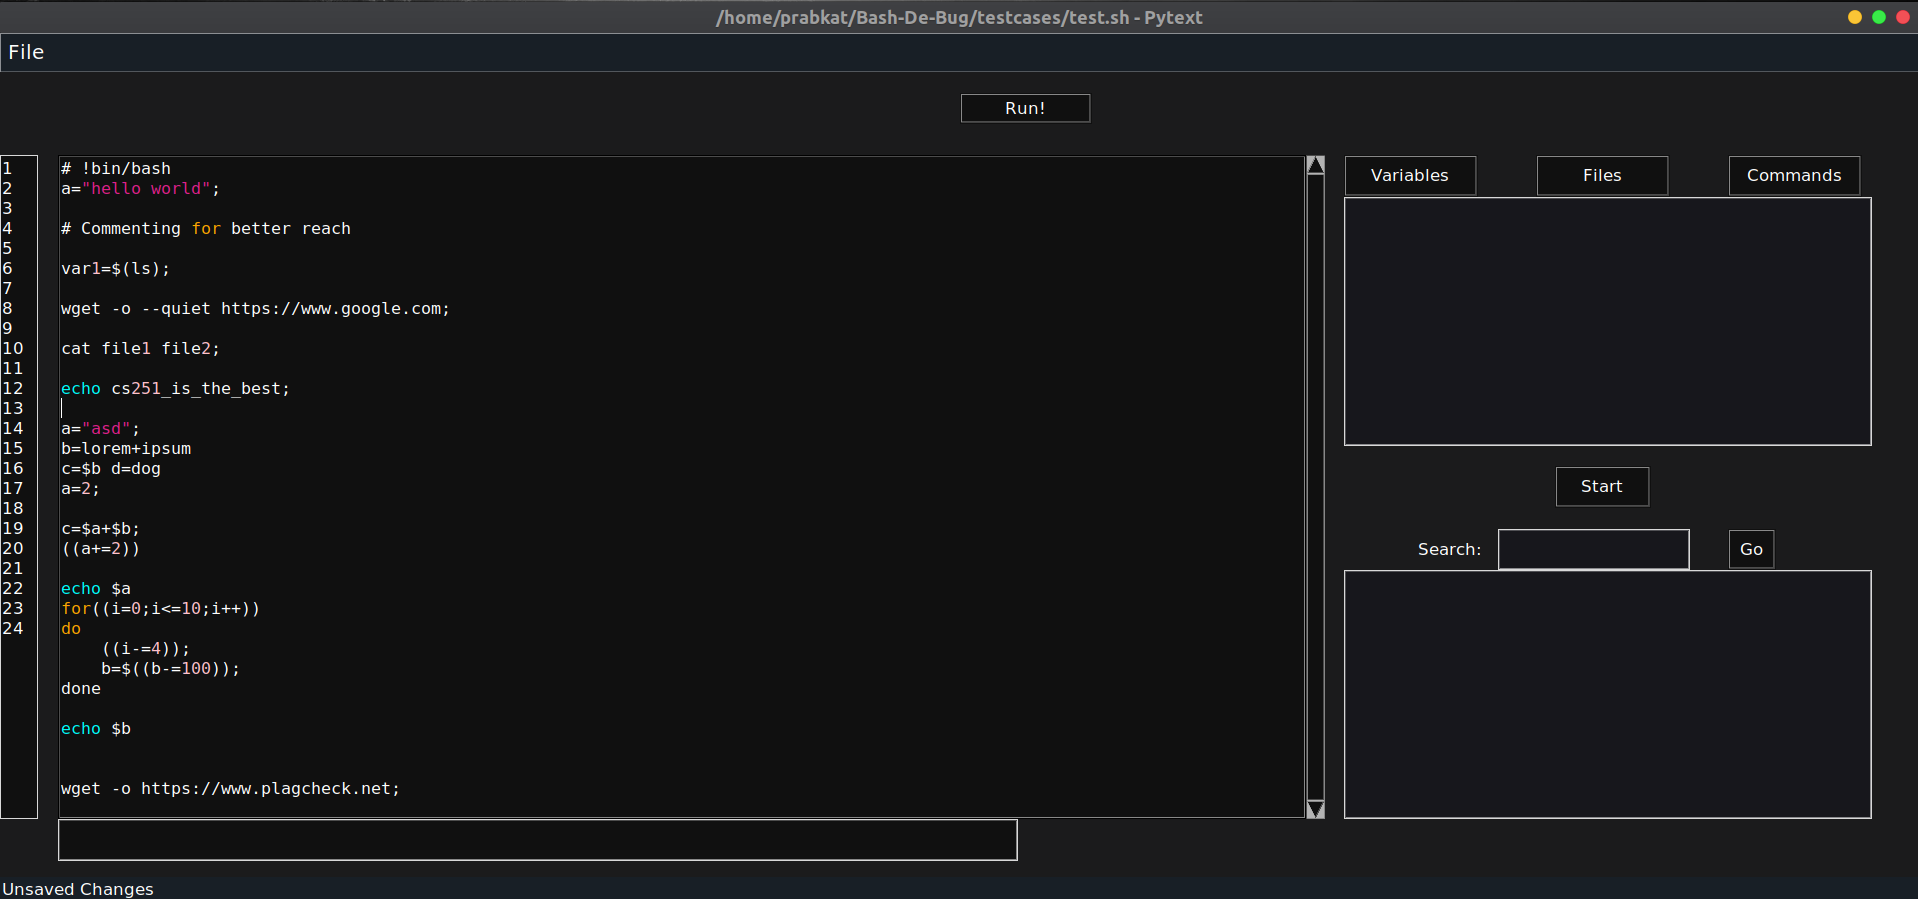 /home/prabkat/Bash-De-Bug/testcases/test.sh - Pytext
File
Run!
1 # !bin/bash
2 a="hello world";
3
4 # Commenting for better reach
5
6 var1=$(ls);
7
8 wget -o --quiet https://www.google.com;
9
10 cat file1 file2;
11
12 echo cs251_is_the_best;
13
14 a="asd";
15 b=lorem+ipsum
16 c=$b d=dog
17 a=2;
18
19 c=$a+$b;
20 ((a+=2))
21
22 echo $a
23 for((i=0;i<=10;i++))
24 do
    ((i-=4));
    b=$((b-=100));
done
echo $b
wget -o https://www.plagcheck.net;
Variables Files Commands
Start
Search: Go
Unsaved Changes